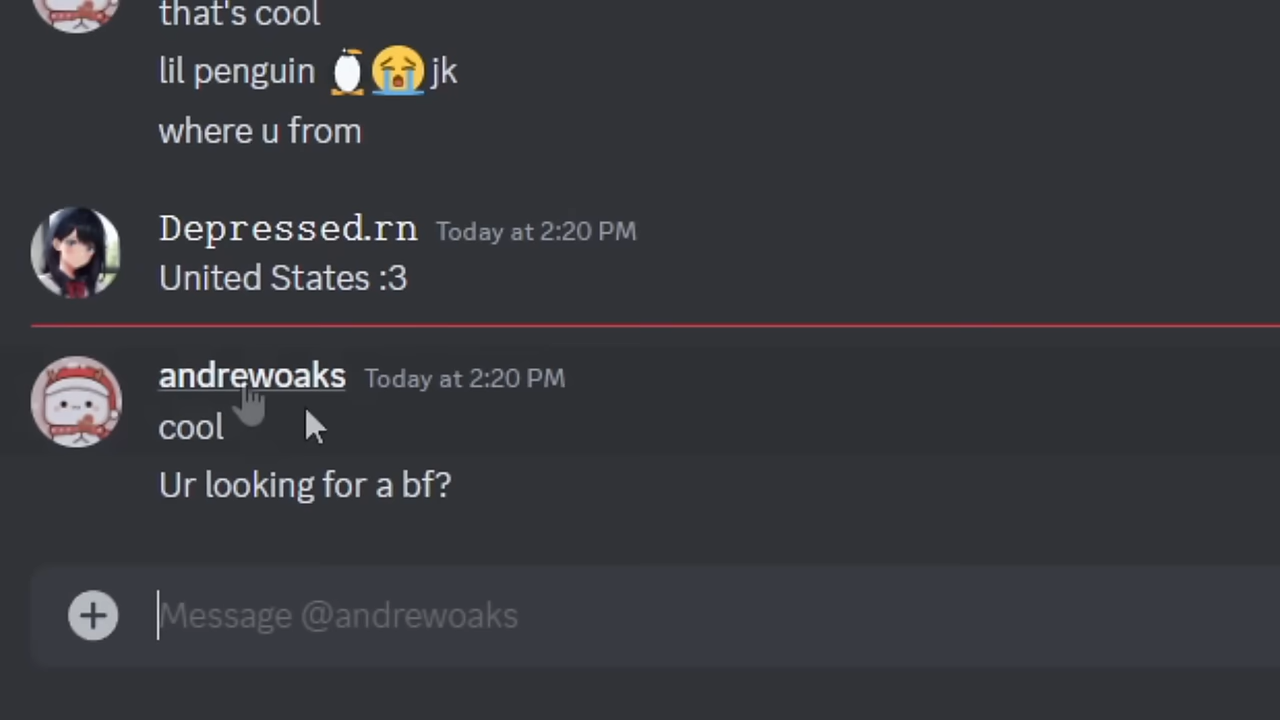 that's cool
lil penguin 🐧😭 jk
where u from
Depressed.rn Today at 2:20 PM
United States :3
andrewoaks Today at 2:20 PM
cool
Ur looking for a bf?
Message @andrewoaks